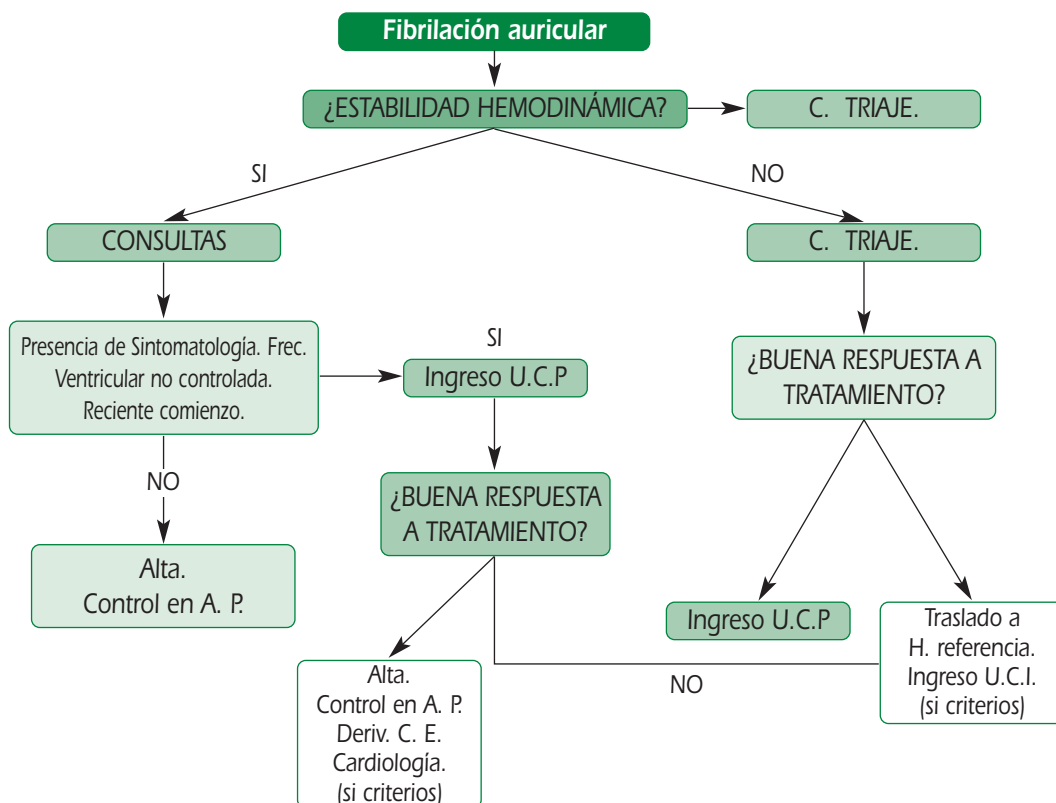 Fibrilación auricular
¿ESTABILIDAD HEMODINÁMICA?
C. TRIAJE.
SI
NO
CONSULTAS
C. TRIAJE.
Presencia de Sintomatología. Frec.
Ventricular no controlada.
Reciente comienzo.
SI
Ingreso U.C.P
¿BUENA RESPUESTA A
TRATAMIENTO?
NO
¿BUENA RESPUESTA
A TRATAMIENTO?
Alta.
Control en A. P.
Ingreso U.C.P
Traslado a
H. referencia.
Ingreso U.C.I.
(si criterios)
NO
Alta.
Control en A. P.
Deriv. C. E.
Cardiología.
(si criterios)